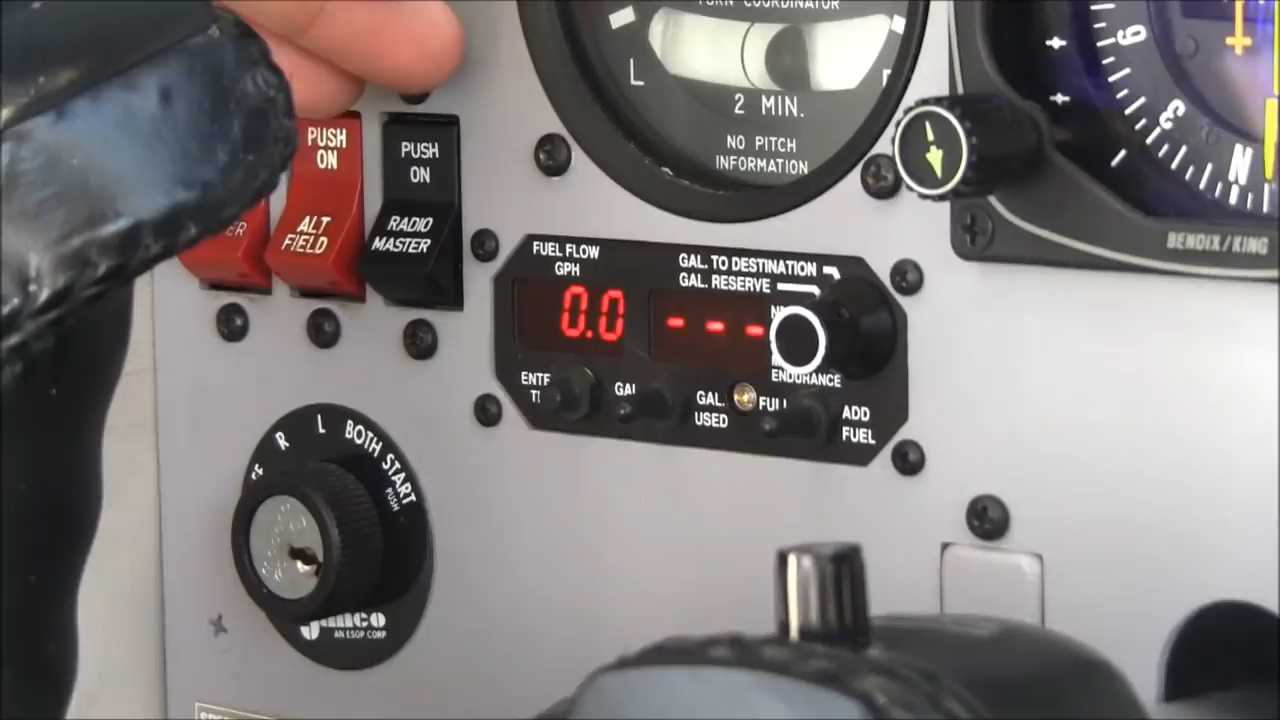 TURN COORDINATOR
L
2 MIN.
NO PITCH
INFORMATION
6
3
N
BENDIX/KING
PUSH
ON
ALT
FIELD
PUSH
ON
RADIO
MASTER
FUEL FLOW
GPH
GAL. TO DESTINATION
GAL. RESERVE
0.0
- - -
ENDURANCE
GAL.
USED
ADD
FUEL
R
L
BOTH
START
PUSH
AN ESOP CORP